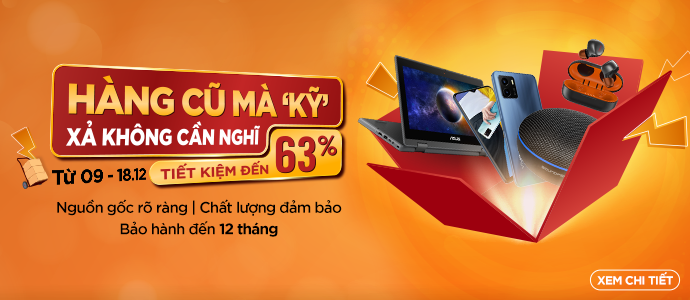 HÀNG CŨ MÀ ‘KỸ’
XẢ KHÔNG CẦN NGHĨ
Từ 09 - 18.12
TIẾT KIỆM ĐẾN 63%
Nguồn gốc rõ ràng | Chất lượng đảm bảo
Bảo hành đến 12 tháng
ASUS
XEM CHI TIẾT